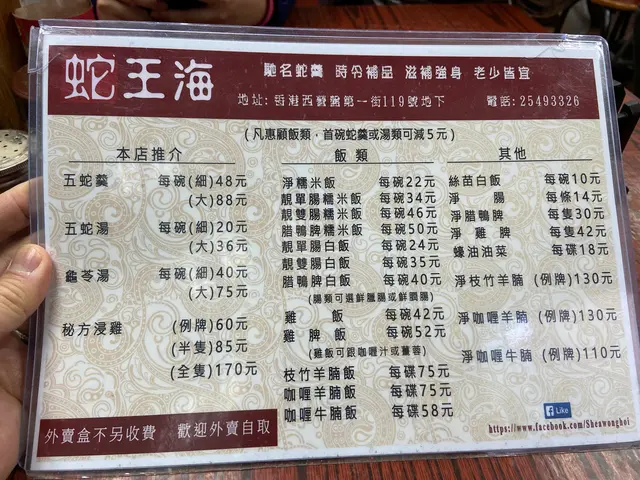 蛇王海
馳名蛇羹 時令補品 滋補強身 老少皆宜
地址: 香港西營盤第一街119號地下 電話: 25493326
(凡惠顧飯類，首碗蛇羹或湯類可減5元)
本店推介
五蛇羹 每碗(細)48元
(大)88元
五蛇湯 每碗(細)20元
(大)36元
龜苓湯 每碗(細)40元
(大)75元
秘方浸雞 (例牌)60元
(半隻)85元
(全隻)170元
飯類
淨糯米飯 每碗22元
靚單腸糯米飯 每碗34元
靚雙腸糯米飯 每碗46元
腊鴨脾糯米飯 每碗50元
靚單腸白飯 每碗24元
靚雙腸白飯 每碗35元
腊鴨脾白飯 每碗40元
(腸類可選鮮臘腸或鮮膶腸)
雞飯 每碗42元
雞脾飯 每碗52元
(雞飯可跟咖喱汁或薑蓉)
枝竹羊腩飯 每碟75元
咖喱羊腩飯 每碟75元
咖喱牛腩飯 每碟58元
其他
絲苗白飯 每碗10元
淨腸 每條14元
淨腊鴨脾 每隻30元
淨雞脾 每隻42元
蠔油油菜 每碟18元
淨枝竹羊腩 (例牌)130元
淨咖喱羊腩 (例牌)130元
淨咖喱牛腩 (例牌)110元
外賣盒不另收費 歡迎外賣自取
f Like
https://www.facebook.com/Sheawonghoi